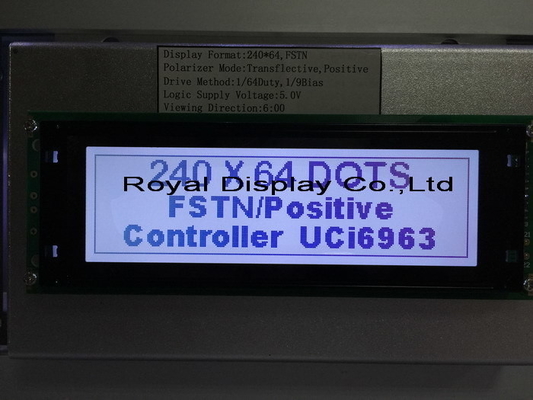 Display Format:240*64,FSTN
Polarizer Mode:Transflective,Positive
Drive Method:1/64Duty,1/9Bias
Logic Supply Voltage:5.0V
Viewing Direction:6:00
240 X 64 DOTS
Royal Display Co.,Ltd
FSTN/Positive
Controller UCi6963